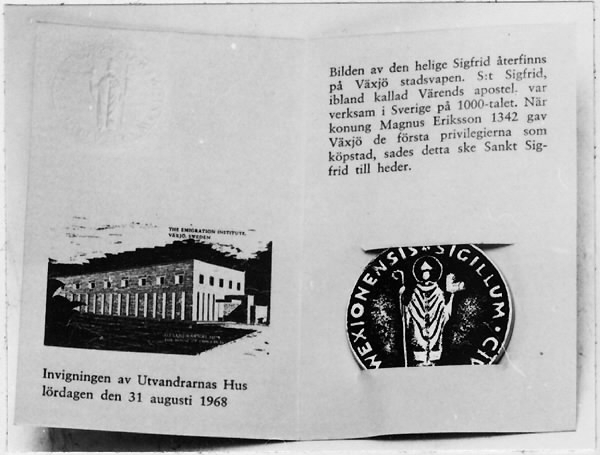 THE EMIGRATION INSTITUTE,
VÄXJÖ, SWEDEN
Invigningen av Utvandrarnas Hus
lördagen den 31 augusti 1968
Bilden av den helige Sigfrid återfinns
på Växjö stadsvapen. S:t Sigfrid,
ibland kallad Värends apostel. var
verksam i Sverige på 1000-talet. När
konung Magnus Eriksson 1342 gav
Växjö de första privilegierna som
köpstad, sades detta ske Sankt Sig-
frid till heder.
WEXIONENSIS SIGILLUM · CIV